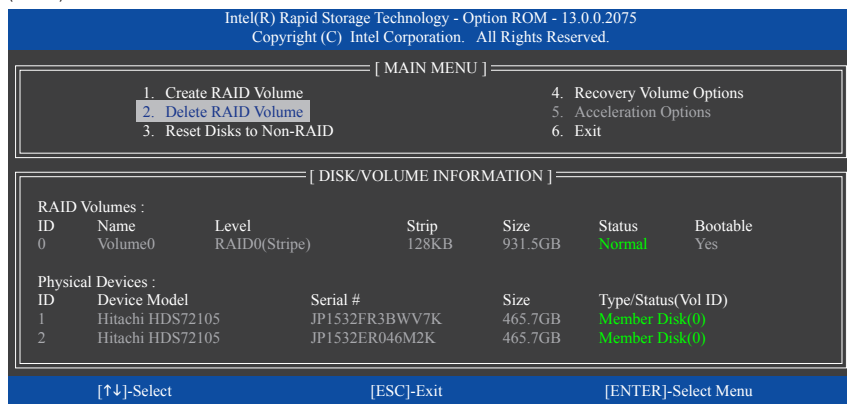 Intel(R) Rapid Storage Technology - Option ROM - 13.0.0.2075
Copyright (C) Intel Corporation. All Rights Reserved.
[ MAIN MENU ]
1. Create RAID Volume 4. Recovery Volume Options
2. Delete RAID Volume 5. Acceleration Options
3. Reset Disks to Non-RAID 6. Exit
[ DISK/VOLUME INFORMATION ]
RAID Volumes :
ID Name Level Strip Size Status Bootable
0 Volume0 RAID0(Stripe) 128KB 931.5GB Normal Yes
Physical Devices :
ID Device Model Serial # Size Type/Status(Vol ID)
1 Hitachi HDS72105 JP1532FR3BWV7K 465.7GB Member Disk(0)
2 Hitachi HDS72105 JP1532ER046M2K 465.7GB Member Disk(0)
[↑↓]-Select [ESC]-Exit [ENTER]-Select Menu